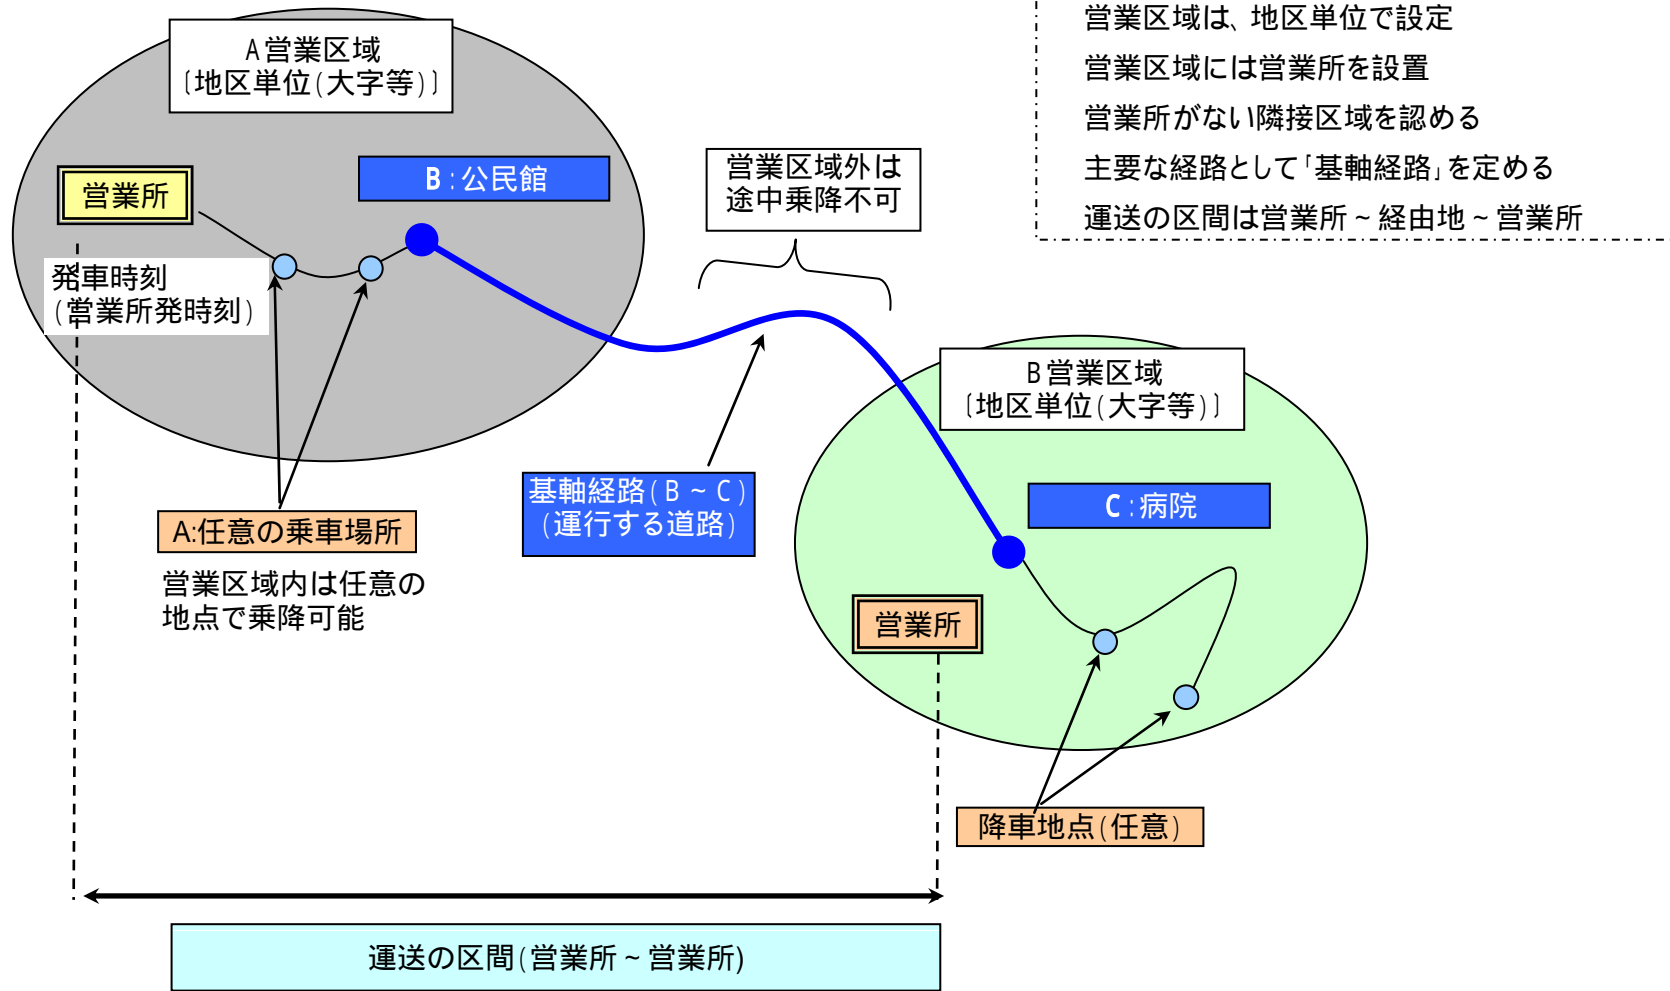 A営業区域
〔地区単位(大字等)〕
営業所
B:公民館
発車時刻
(営業所発時刻)
営業区域外は
途中乗降不可
営業区域は、地区単位で設定
営業区域には営業所を設置
営業所がない隣接区域を認める
主要な経路として「基軸経路」を定める
運送の区間は営業所~経由地~営業所
B営業区域
〔地区単位(大字等)〕
基軸経路(B~C)
(運行する道路)
C:病院
A:任意の乗車場所
営業区域内は任意の
地点で乗降可能
営業所
降車地点(任意)
運送の区間(営業所~営業所)